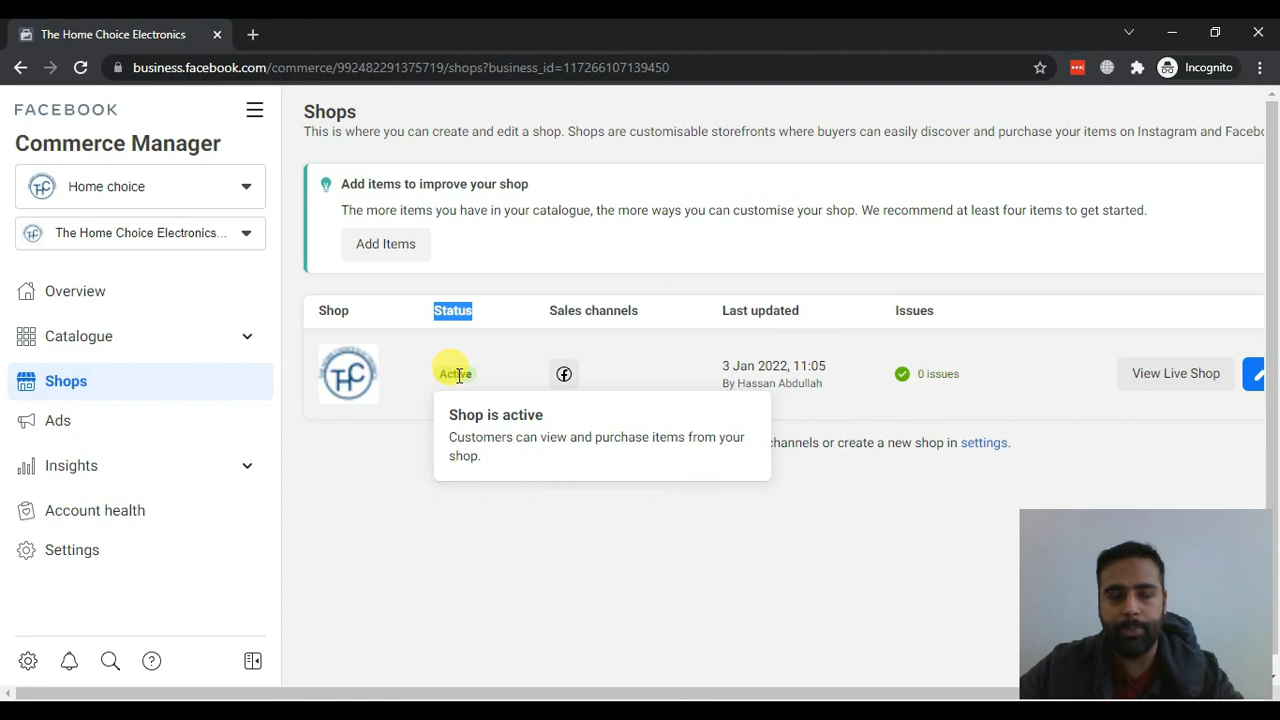 The Home Choice Electronics
business.facebook.com/commerce/992482291375719/shops?business_id=117266107139450
Incognito
FACEBOOK
Commerce Manager
Home choice
The Home Choice Electronics...
Overview
Catalogue
Shops
Ads
Insights
Account health
Settings
Shops
This is where you can create and edit a shop. Shops are customisable storefronts where buyers can easily discover and purchase your items on Instagram and Facebo
Add items to improve your shop
The more items you have in your catalogue, the more ways you can customise your shop. We recommend at least four items to get started.
Add Items
Shop Status Sales channels Last updated Issues
THC
Active
3 Jan 2022, 11:05
By Hassan Abdullah
0 issues
View Live Shop
Shop is active
Customers can view and purchase items from your
shop.
channels or create a new shop in settings.